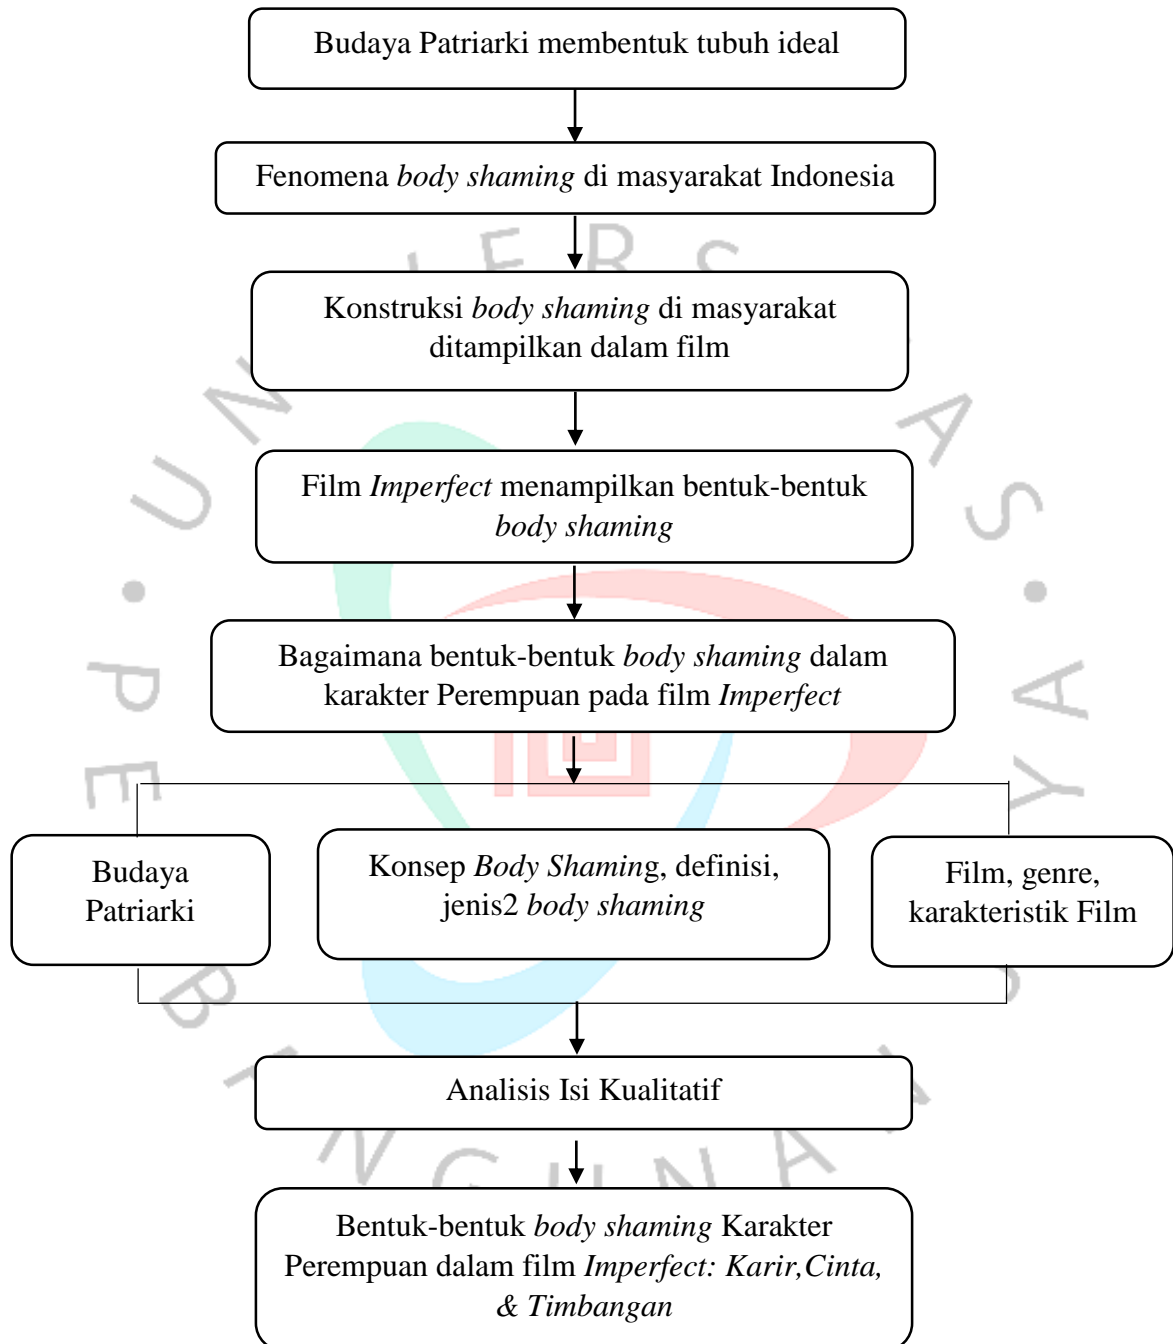 Budaya Patriarki membentuk tubuh ideal
Fenomena body shaming di masyarakat Indonesia
Konstruksi body shaming di masyarakat
ditampilkan dalam film
Film Imperfect menampilkan bentuk-bentuk
body shaming
Bagaimana bentuk-bentuk body shaming dalam
karakter Perempuan pada film Imperfect
Budaya
Patriarki
Konsep Body Shaming, definisi,
jenis2 body shaming
Film, genre,
karakteristik Film
Analisis Isi Kualitatif
Bentuk-bentuk body shaming Karakter
Perempuan dalam film Imperfect: Karir,Cinta,
& Timbangan